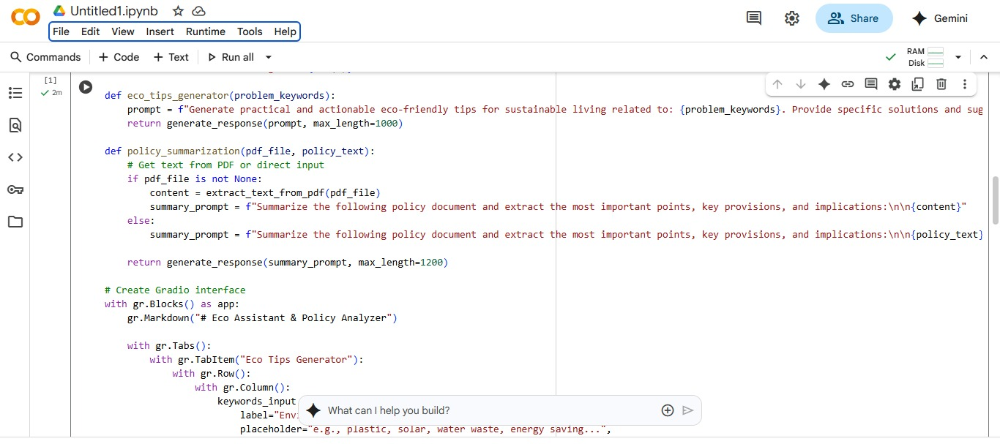 Untitled1.ipynb
File Edit View Insert Runtime Tools Help
Share
Gemini
Commands + Code + Text Run all
RAM
Disk
[1]
2m
def eco_tips_generator(problem_keywords):
prompt = f"Generate practical and actionable eco-friendly tips for sustainable living related to: {problem_keywords}. Provide specific solutions and sug
return generate_response(prompt, max_length=1000)
def policy_summarization(pdf_file, policy_text):
# Get text from PDF or direct input
if pdf_file is not None:
content = extract_text_from_pdf(pdf_file)
summary_prompt = f"Summarize the following policy document and extract the most important points, key provisions, and implications:\n\n{content}"
else:
summary_prompt = f"Summarize the following policy document and extract the most important points, key provisions, and implications:\n\n{policy_text}
return generate_response(summary_prompt, max_length=1200)
# Create Gradio interface
with gr.Blocks() as app:
gr.Markdown("# Eco Assistant & Policy Analyzer")
with gr.Tabs():
with gr.TabItem("Eco Tips Generator"):
with gr.Row():
with gr.Column():
keywords_input
label="Envi
What can I help you build?
placeholder="e.g., plastic, solar, water waste, energy saving...",